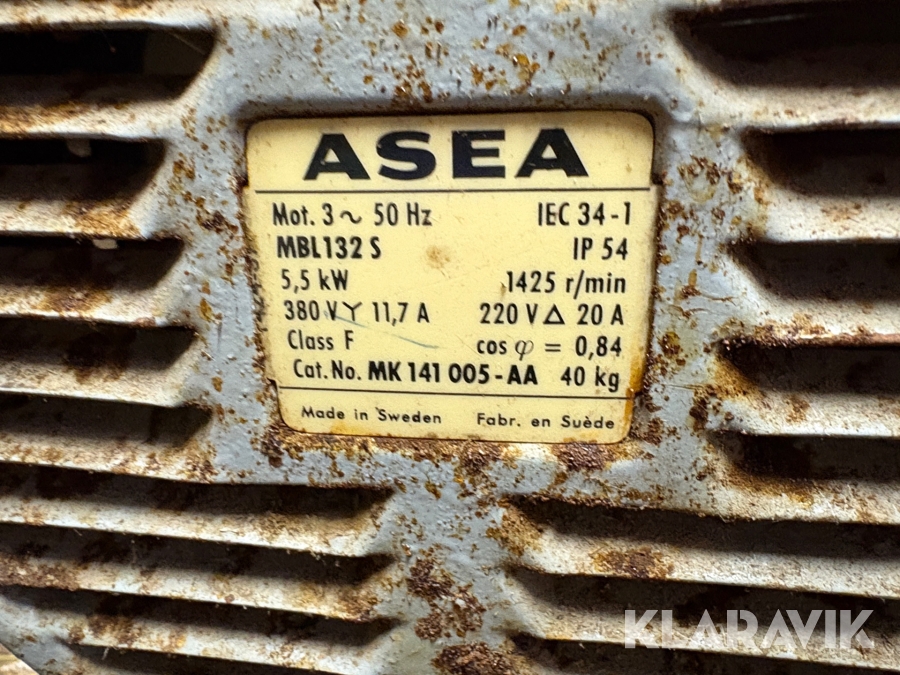 ASEA
Mot. 3 ~ 50 Hz IEC 34-1
MBL132 S IP 54
5,5 kW 1425 r/min
380 V Y 11,7 A 220 V Δ 20 A
Class F cos φ = 0,84
Cat. No. MK 141 005-AA 40 kg
Made in Sweden Fabr. en Suède
KLARAVIK